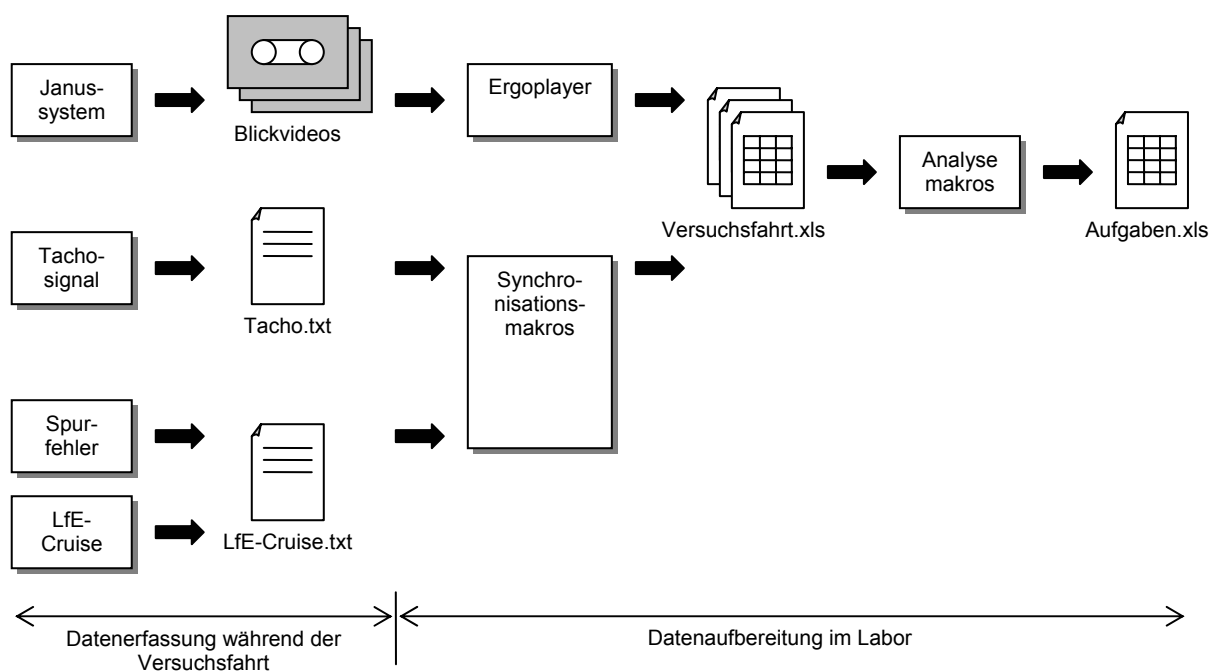 Janus-
system
Blickvideos
Ergoplayer
Versuchsfahrt.xls
Analyse
makros
Aufgaben.xls
Tacho-
signal
Tacho.txt
Synchro-
nisations-
makros
Spur-
fehler
LfE-
Cruise
LfE-Cruise.txt
Datenerfassung während der
Versuchsfahrt
Datenaufbereitung im Labor